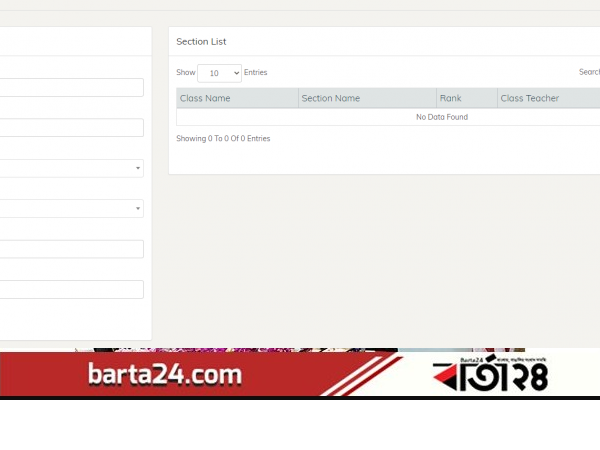 Section List
Show 10 Entries
Class Name Section Name Rank Class Teacher
No Data Found
Showing 0 To 0 Of 0 Entries
barta24.com
Barta24
বার্তা২৪